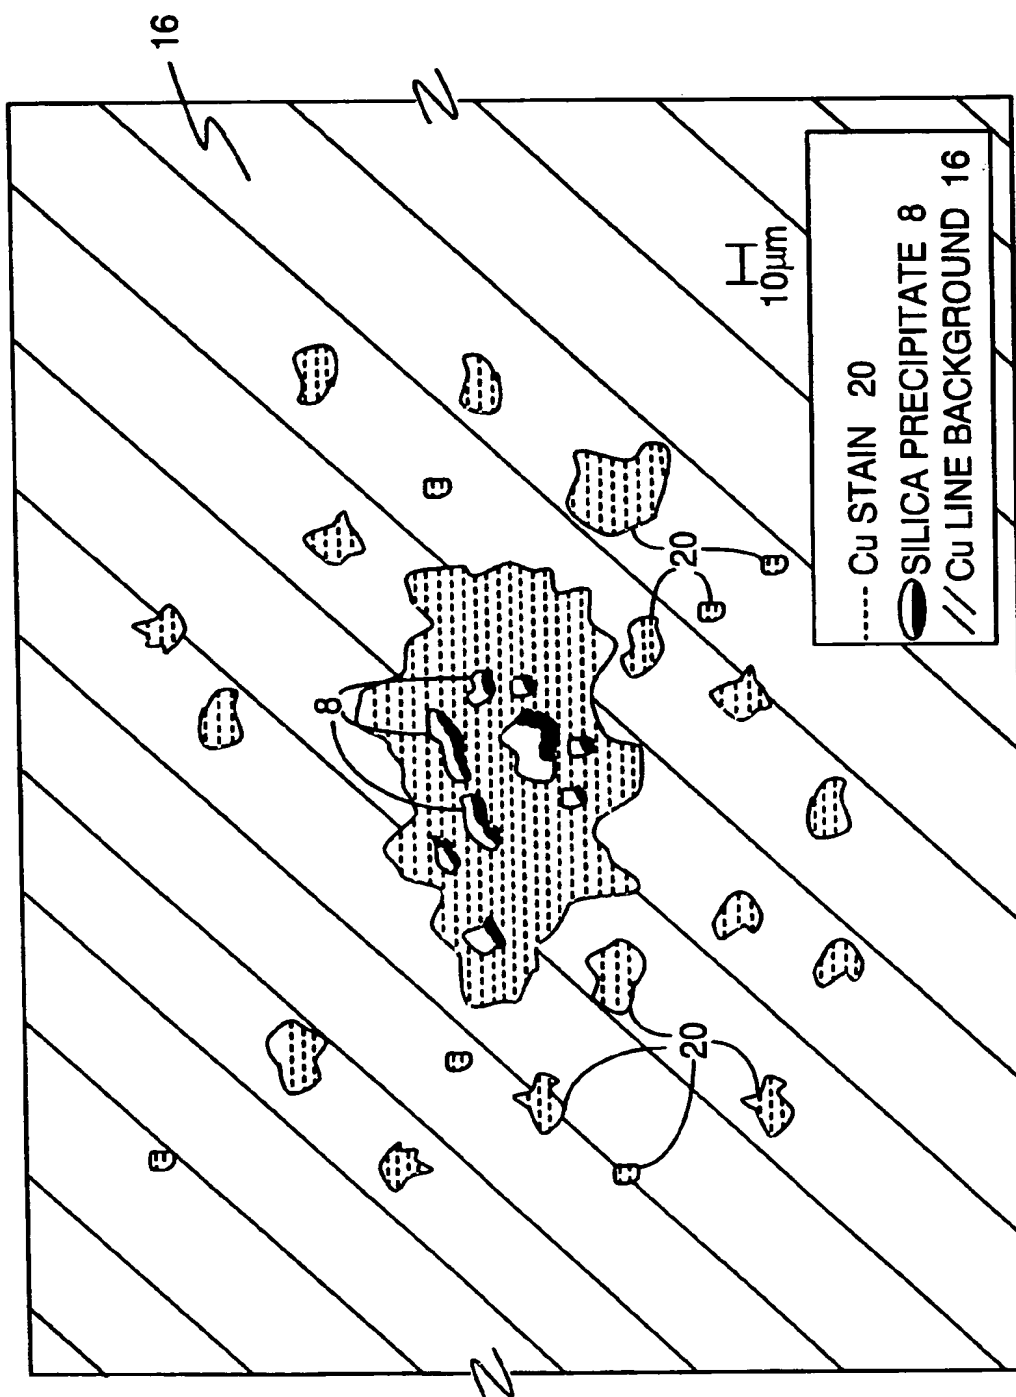 16
8
20
20
10µm
Cu STAIN 20
SILICA PRECIPITATE 8
// Cu LINE BACKGROUND 16